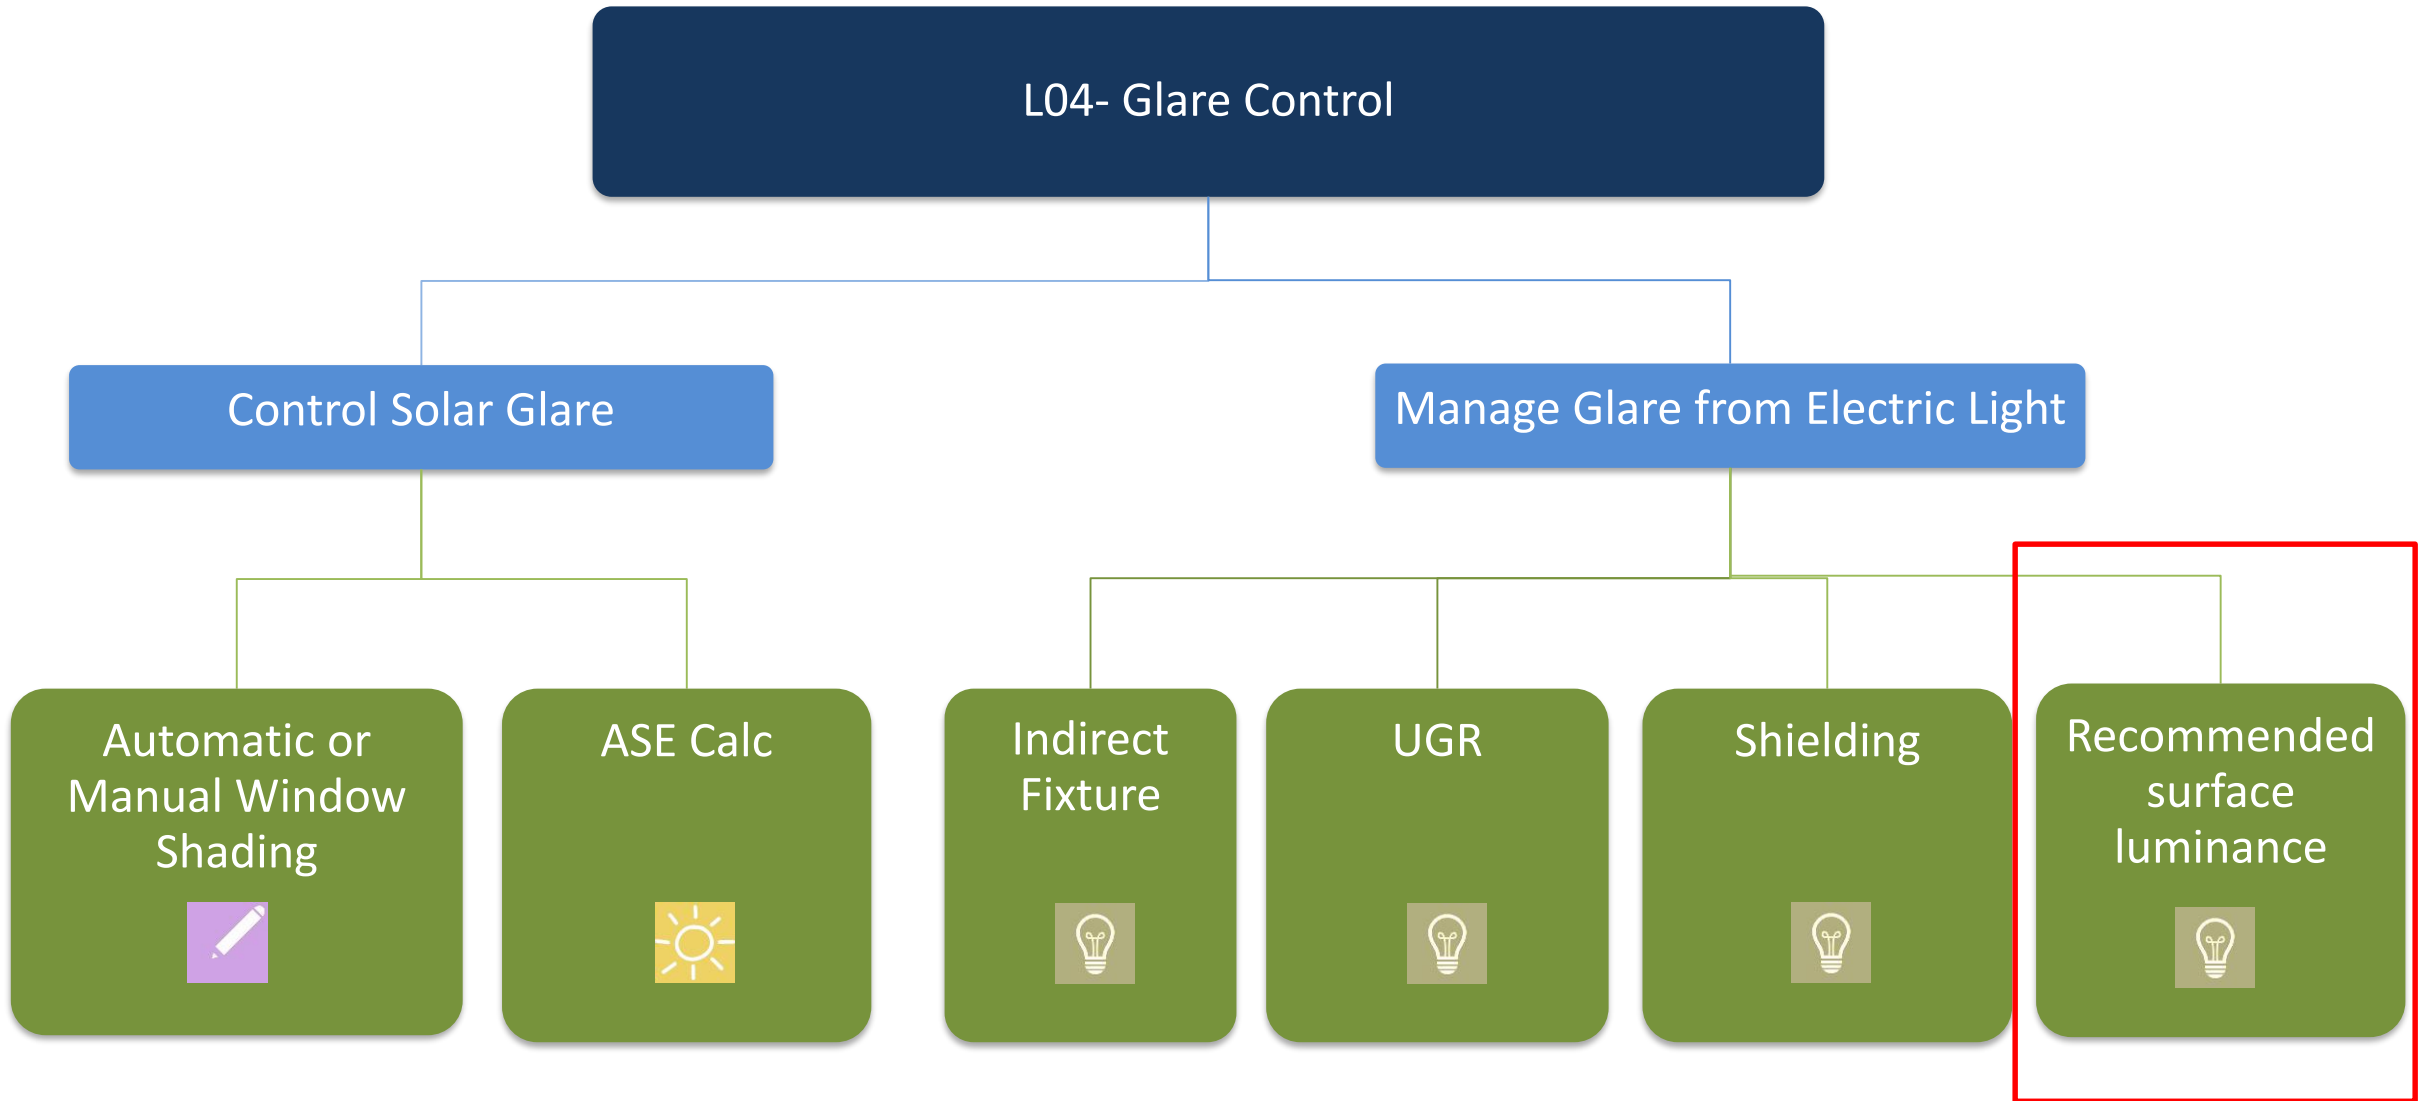 L04- Glare Control
Control Solar Glare
Manage Glare from Electric Light
Automatic or
Manual Window
Shading
ASE Calc
Indirect
Fixture
UGR
Shielding
Recommended
surface
luminance